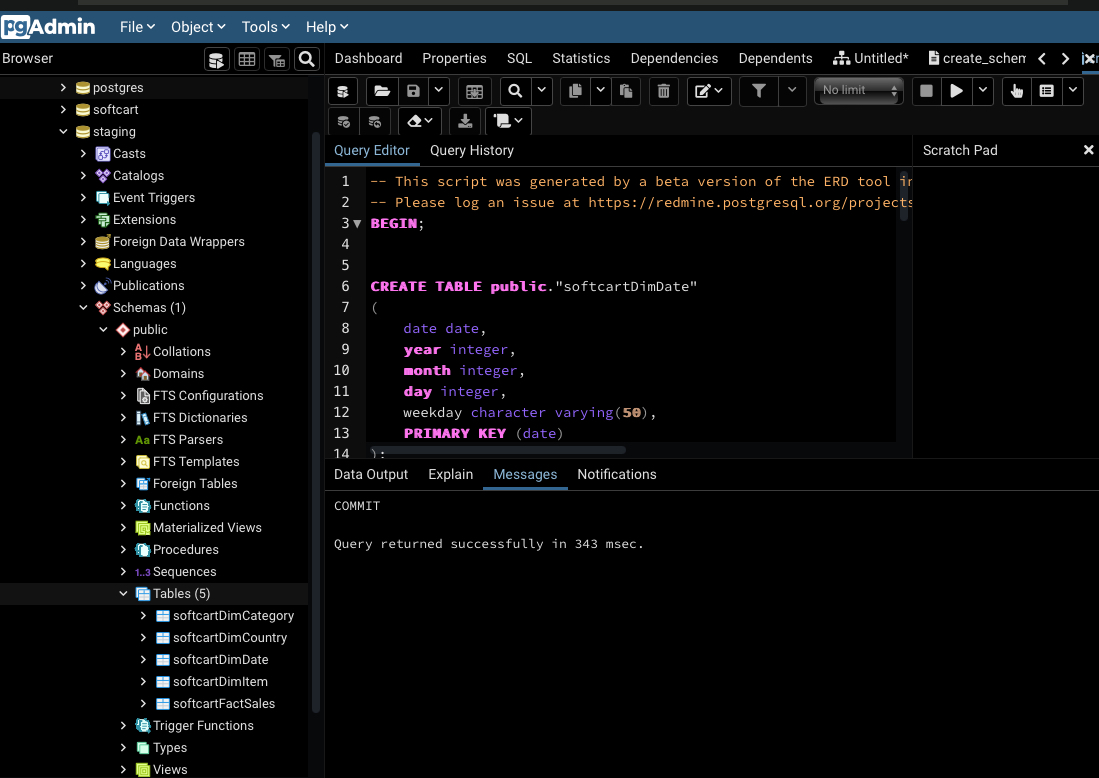 pgAdmin File Object Tools Help
Browser
Dashboard Properties SQL Statistics Dependencies Dependents Untitled* create_schem
No limit
postgres
softcart
staging
Casts
Catalogs
Event Triggers
Extensions
Foreign Data Wrappers
Languages
Publications
Schemas (1)
public
Collations
Domains
FTS Configurations
FTS Dictionaries
Aa FTS Parsers
FTS Templates
Foreign Tables
Functions
Materialized Views
Procedures
1..3 Sequences
Tables (5)
softcartDimCategory
softcartDimCountry
softcartDimDate
softcartDimItem
softcartFactSales
Trigger Functions
Types
Views
Query Editor Query History
Scratch Pad
1 -- This script was generated by a beta version of the ERD tool in
2 -- Please log an issue at https://redmine.postgresql.org/projects
3 BEGIN;
4
5
6 CREATE TABLE public."softcartDimDate"
7 (
8 date date,
9 year integer,
10 month integer,
11 day integer,
12 weekday character varying(50),
13 PRIMARY KEY (date)
14 );
Data Output Explain Messages Notifications
COMMIT
Query returned successfully in 343 msec.